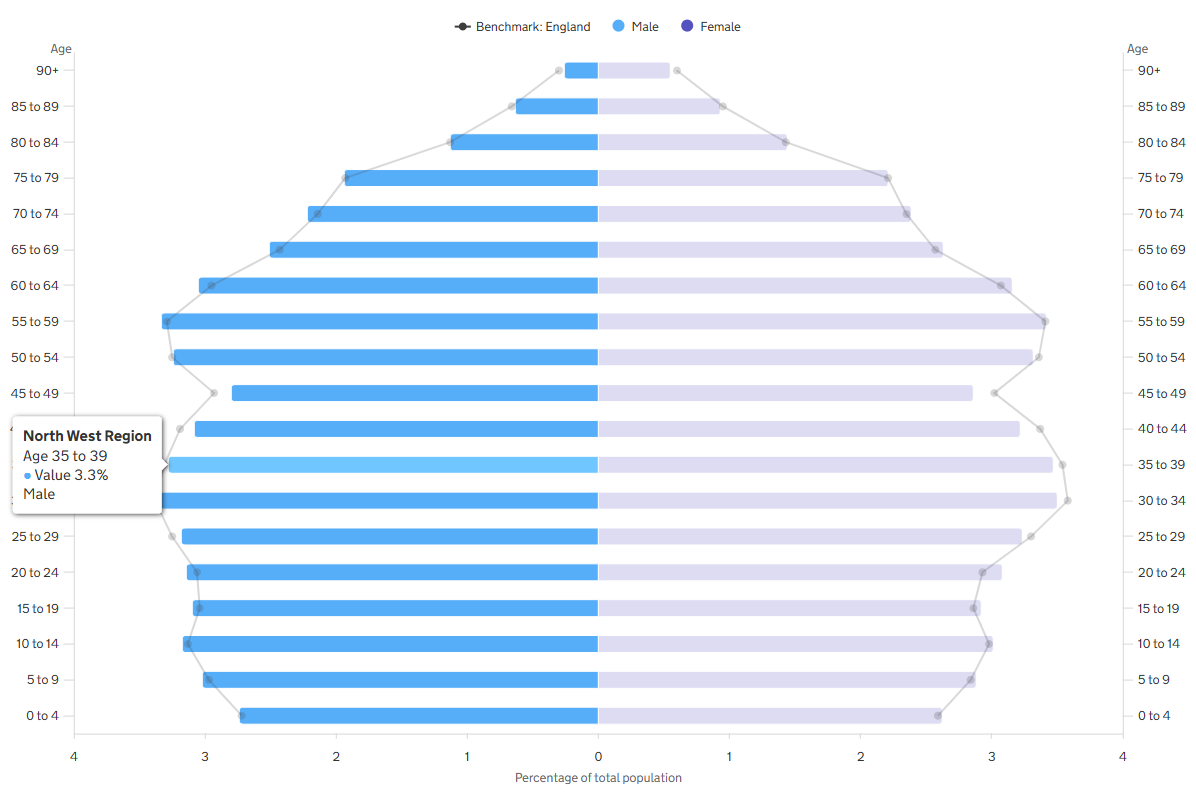 Benchmark: England Male Female
Age Age
90+ 90+
85 to 89 85 to 89
80 to 84 80 to 84
75 to 79 75 to 79
70 to 74 70 to 74
65 to 69 65 to 69
60 to 64 60 to 64
55 to 59 55 to 59
50 to 54 50 to 54
45 to 49 45 to 49
40 to 44
North West Region
Age 35 to 39
Value 3.3%
Male
35 to 39
30 to 34
25 to 29 25 to 29
20 to 24 20 to 24
15 to 19 15 to 19
10 to 14 10 to 14
5 to 9 5 to 9
0 to 4 0 to 4
4 3 2 1 0 1 2 3 4
Percentage of total population